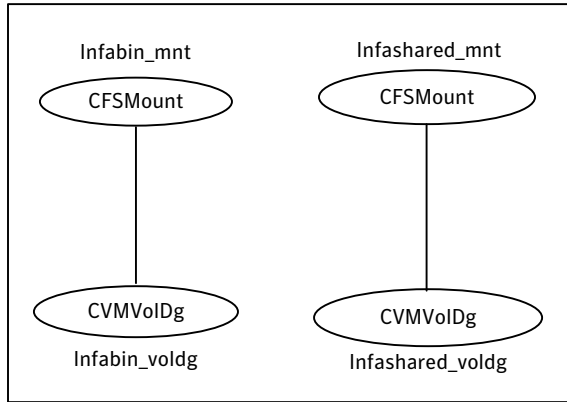 Infabin_mnt
Infashared_mnt
CFSMount
CFSMount
CVMVolDg
CVMVolDg
Infabin_voldg
Infashared_voldg